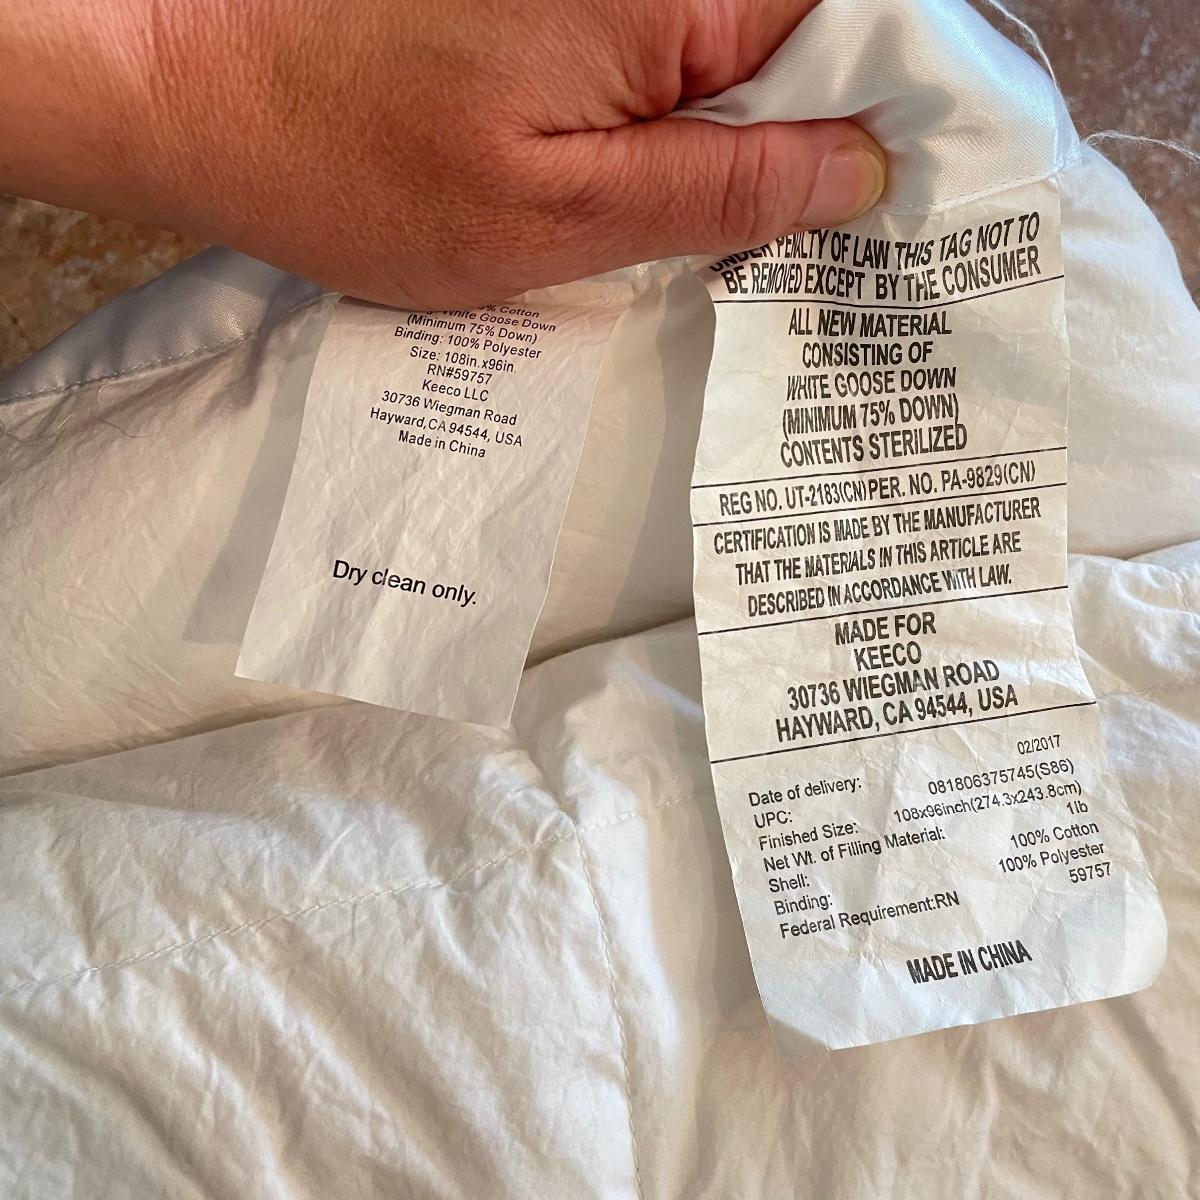 Cotton
White Goose Down
(Minimum 75% Down)
Binding: 100% Polyester
Size: 108in.x96in.
RN#59757
Keeco LLC
30736 Wiegman Road
Hayward,CA 94544, USA
Made in China
Dry clean only.
UNDER PENALTY OF LAW THIS TAG NOT TO
BE REMOVED EXCEPT BY THE CONSUMER
ALL NEW MATERIAL
CONSISTING OF
WHITE GOOSE DOWN
(MINIMUM 75% DOWN)
CONTENTS STERILIZED
REG NO. UT-2183(CN) PER. NO. PA-9829(CN)
CERTIFICATION IS MADE BY THE MANUFACTURER
THAT THE MATERIALS IN THIS ARTICLE ARE
DESCRIBED IN ACCORDANCE WITH LAW.
MADE FOR
KEECO
30736 WIEGMAN ROAD
HAYWARD, CA 94544, USA
Date of delivery: 02/2017
UPC: 081806375745(S86)
Finished Size: 108x96inch(274.3x243.8cm)
Net Wt. of Filling Material: 1lb
Shell: 100% Cotton
Binding: 100% Polyester
Federal Requirement:RN 59757
MADE IN CHINA